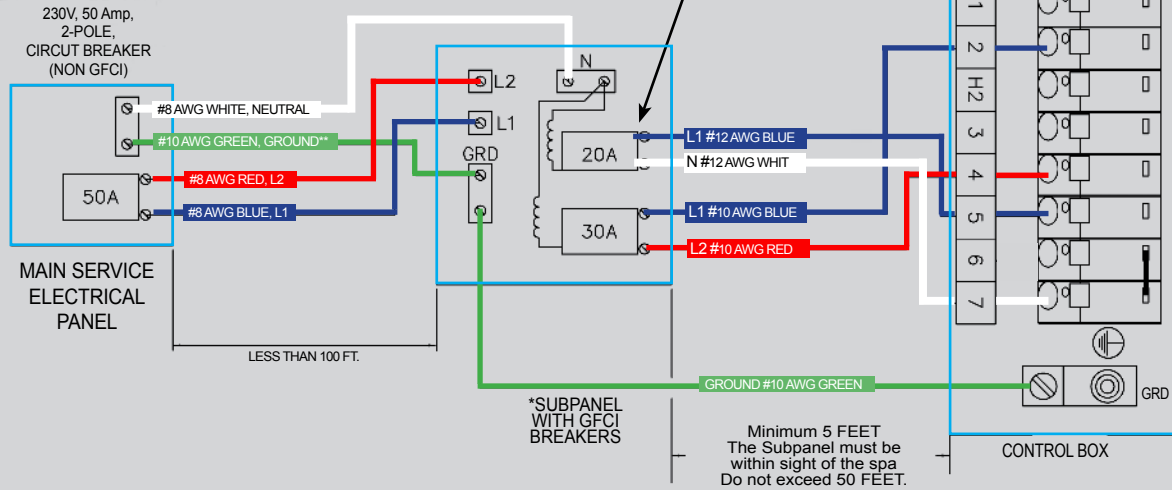 230V, 50 Amp,
2-POLE,
CIRCUT BREAKER
(NON GFCI)
#8 AWG WHITE, NEUTRAL
#10 AWG GREEN, GROUND**
#8 AWG RED, L2
#8 AWG BLUE, L1
50A
MAIN SERVICE
ELECTRICAL
PANEL
LESS THAN 100 FT.
L2
N
L1
GRD
20A
30A
L1 #12 AWG BLUE
N #12 AWG WHIT
L1 #10 AWG BLUE
L2 #10 AWG RED
GROUND #10 AWG GREEN
*SUBPANEL
WITH GFCI
BREAKERS
Minimum 5 FEET
The Subpanel must be
within sight of the spa
Do not exceed 50 FEET.
1
2
H2
3
4
5
6
7
GRD
CONTROL BOX